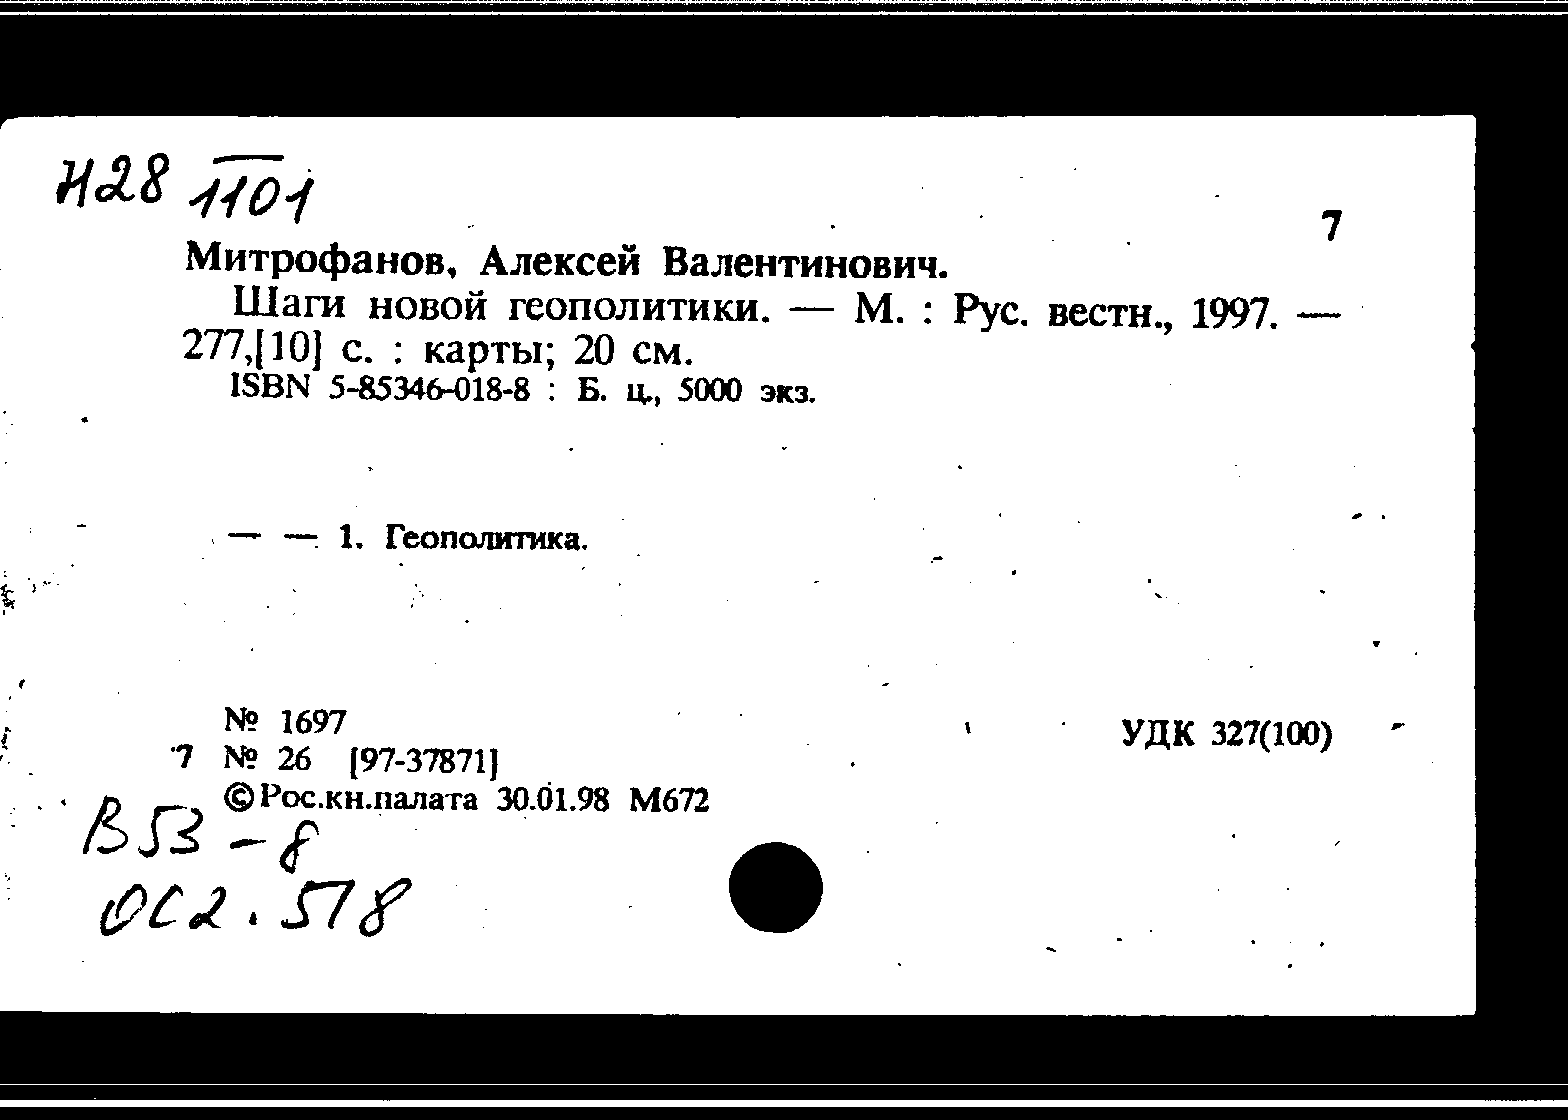 Н28 1101
7
Митрофанов, Алексей Валентинович.
Шаги новой геополитики. — М. : Рус. вестн., 1997. —
277,[10] с. : карты; 20 см.
ISBN 5-85346-018-8 : Б. ц., 5000 экз.
— — 1. Геополитика.
№ 1697
УДК 327(100)
7 № 26 [97-37871]
©Рос.кн.палата 30.01.98 М672
В53-8
ОС2.518